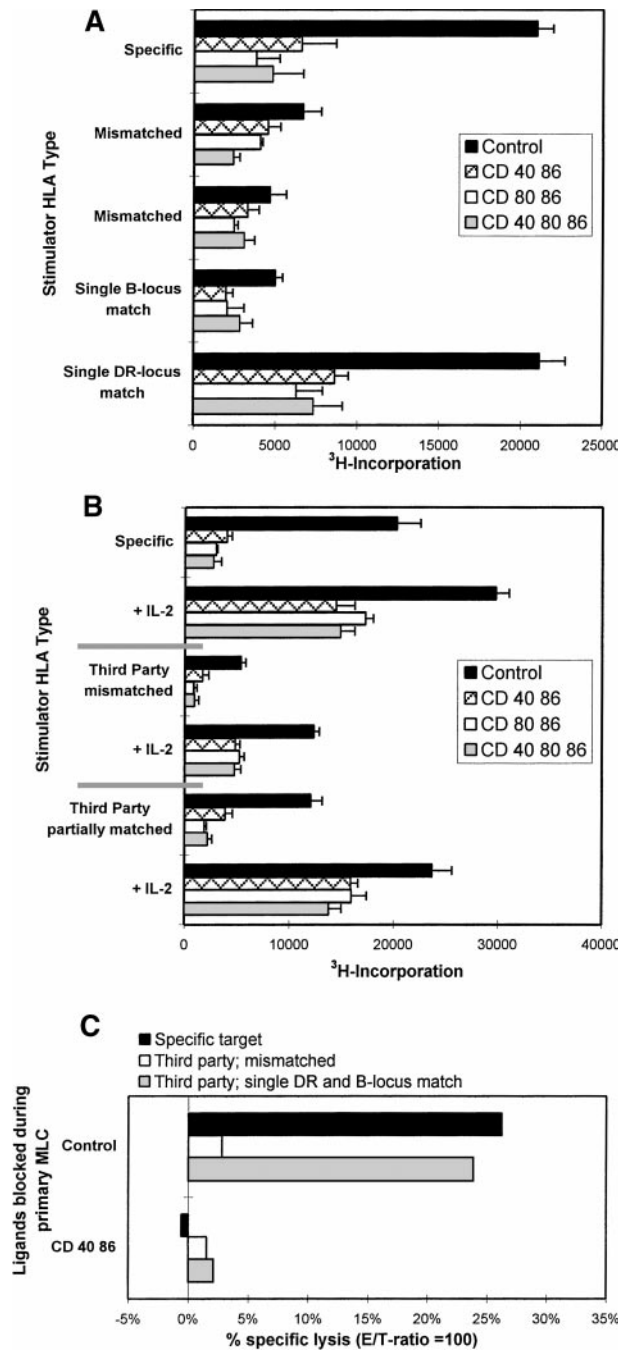 A
Stimulator HLA Type
Specific
Mismatched
Mismatched
Single B-locus
match
Single DR-locus
match
Control
CD 40 86
CD 80 86
CD 40 80 86
0 5000 10000 15000 20000 25000
³H-Incorporation
B
Stimulator HLA Type
Specific
+ IL-2
Third Party
mismatched
+ IL-2
Third Party
partially matched
+ IL-2
Control
CD 40 86
CD 80 86
CD 40 80 86
0 10000 20000 30000 40000
³H-Incorporation
C
Specific target
Third party; mismatched
Third party; single DR and B-locus match
Ligands blocked during
primary MLC
Control
CD 40 86
-5% 0% 5% 10% 15% 20% 25% 30% 35%
% specific lysis (E/T-ratio =100)